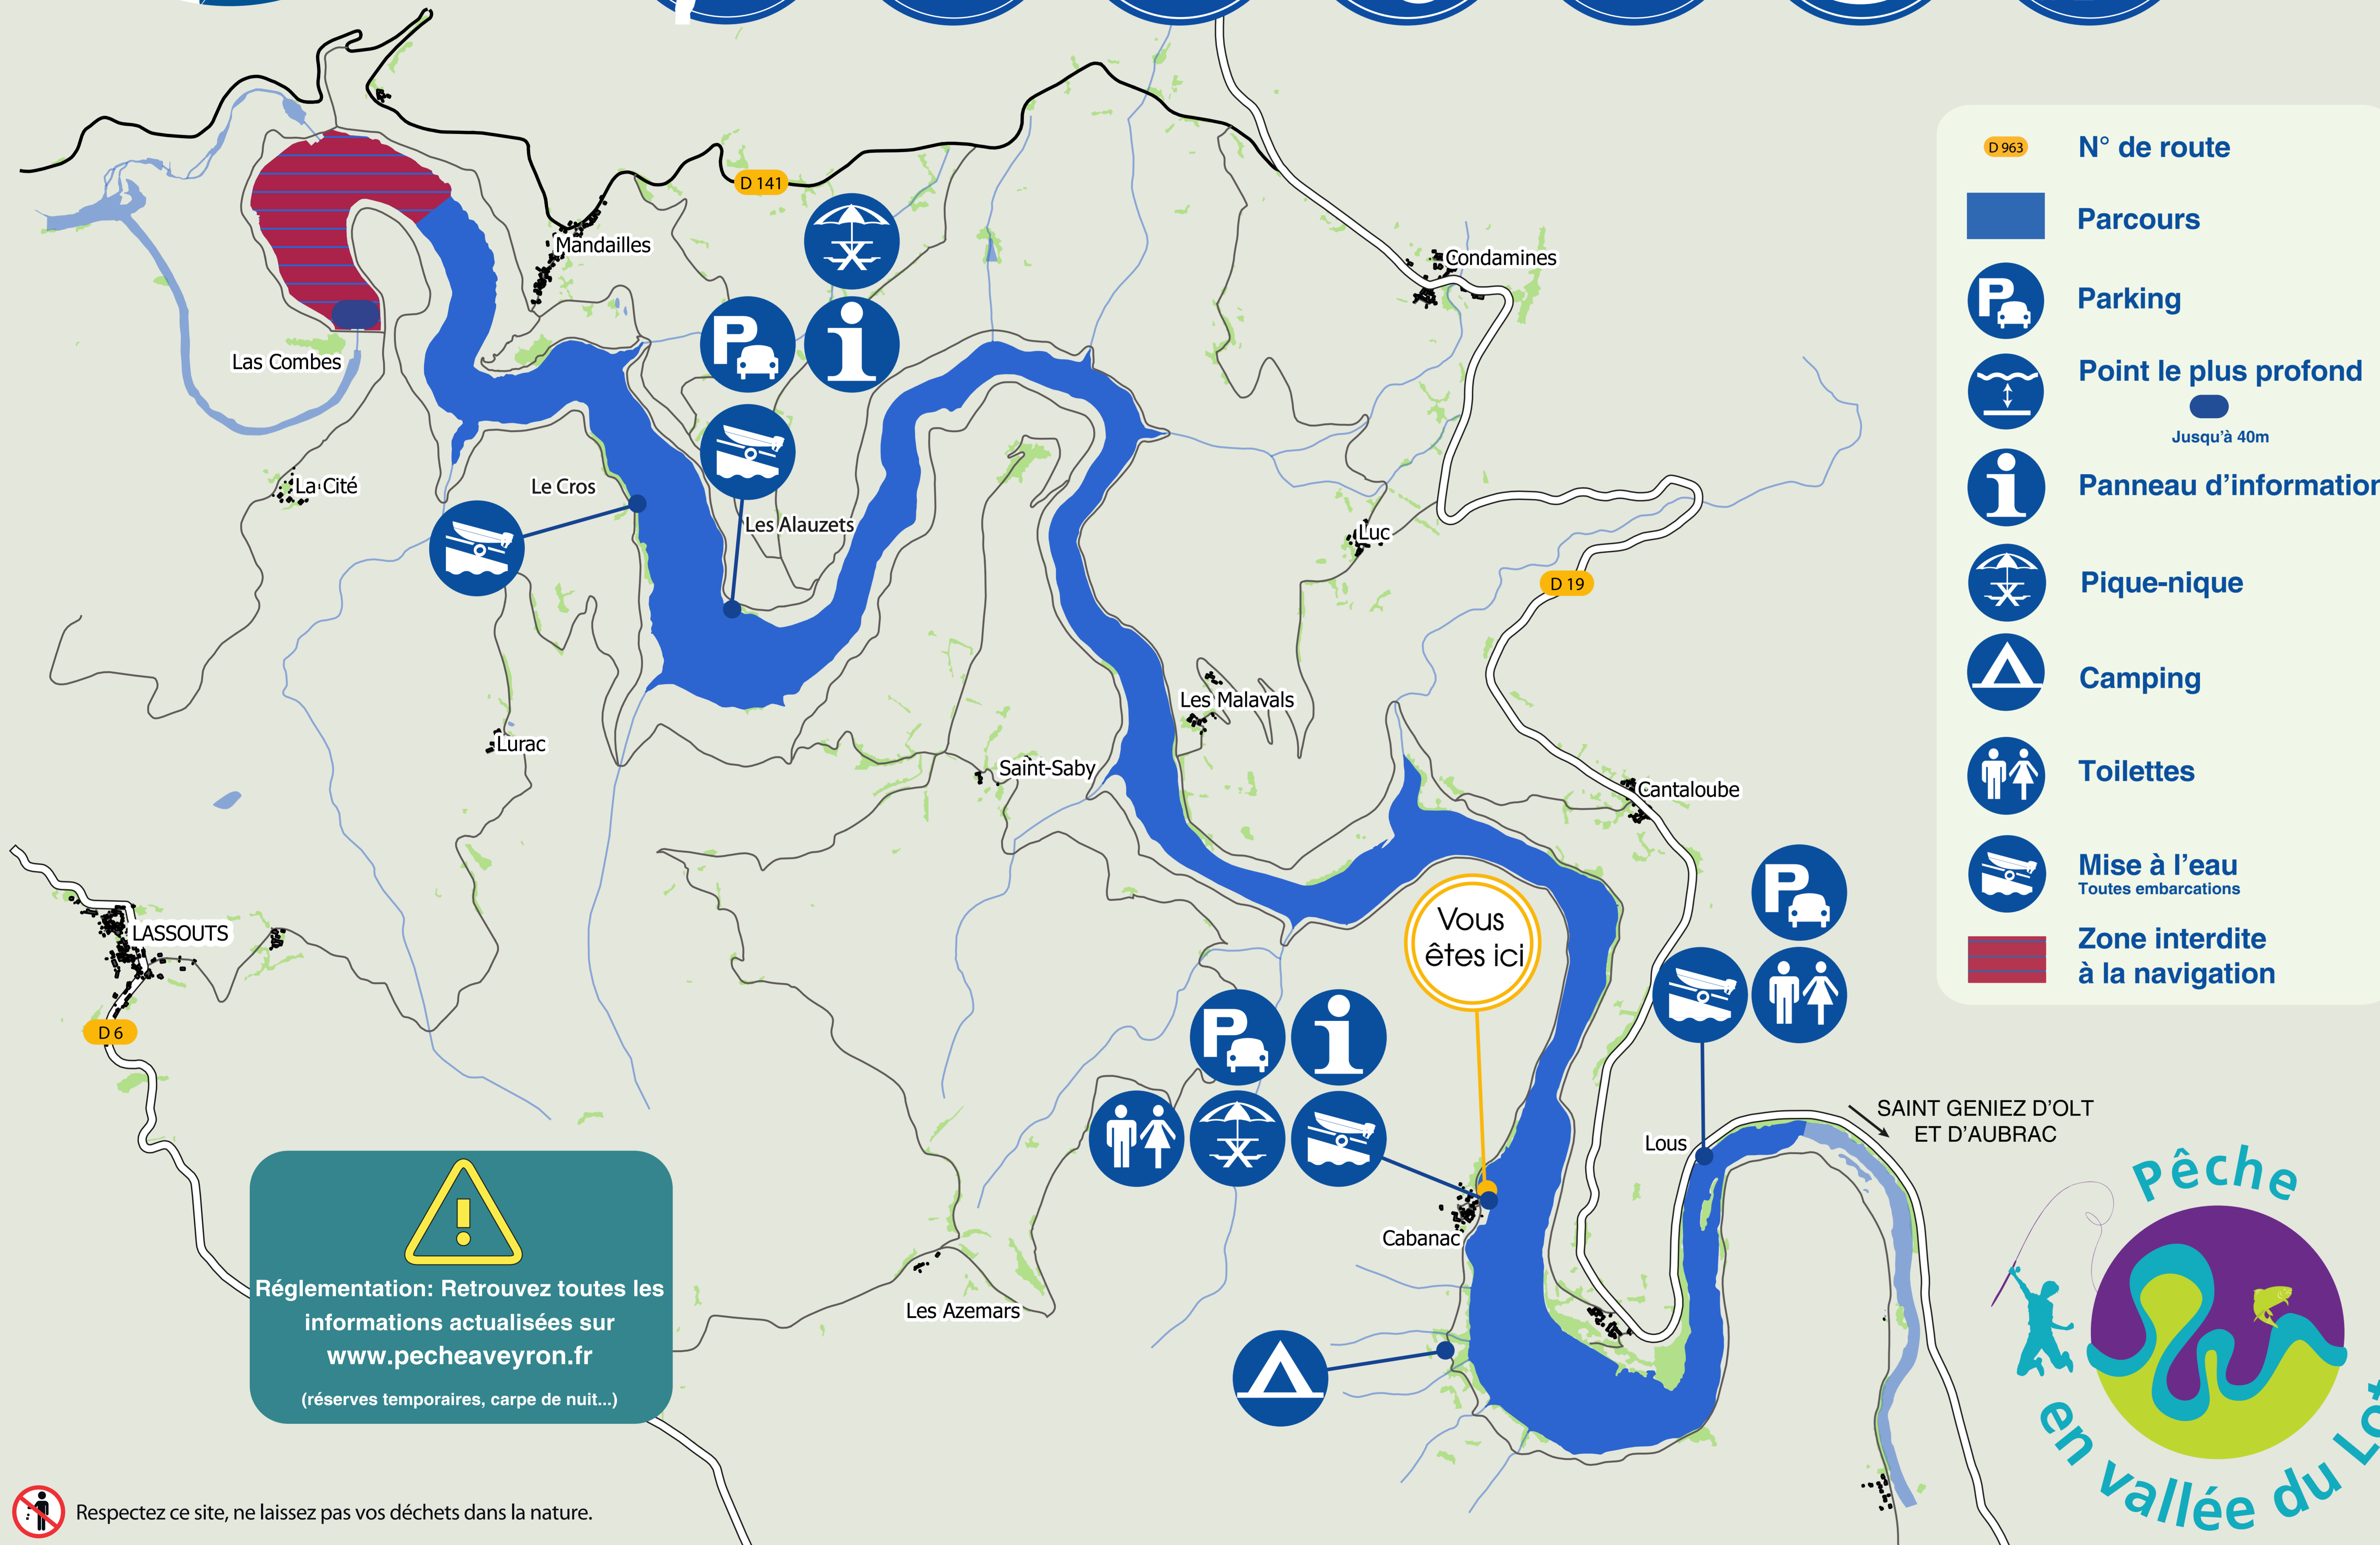 D 141
Mandailles
Condamines
Las Combes
La Cité
Le Cros
Les Alauzets
Luc
D 19
Les Malavals
Lurac
Saint-Saby
Cantaloube
LASSOUTS
D 6
Vous
êtes ici
Lous
SAINT GENIEZ D'OLT
ET D'AUBRAC
Cabanac
Les Azemars
P
P
P
D 963
N° de route
Parcours
P
Parking
Point le plus profond
Jusqu'à 40m
Panneau d'information
Pique-nique
Camping
Toilettes
Mise à l'eau
Toutes embarcations
Zone interdite
à la navigation
Réglementation: Retrouvez toutes les
informations actualisées sur
www.pecheaveyron.fr
(réserves temporaires, carpe de nuit...)
Respectez ce site, ne laissez pas vos déchets dans la nature.
Pêche
en vallée du Lot